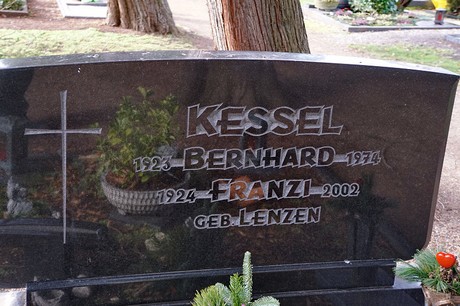 KESSEL
1923 BERNHARD 1974
1924 FRANZI 2002
GEB. LENZEN